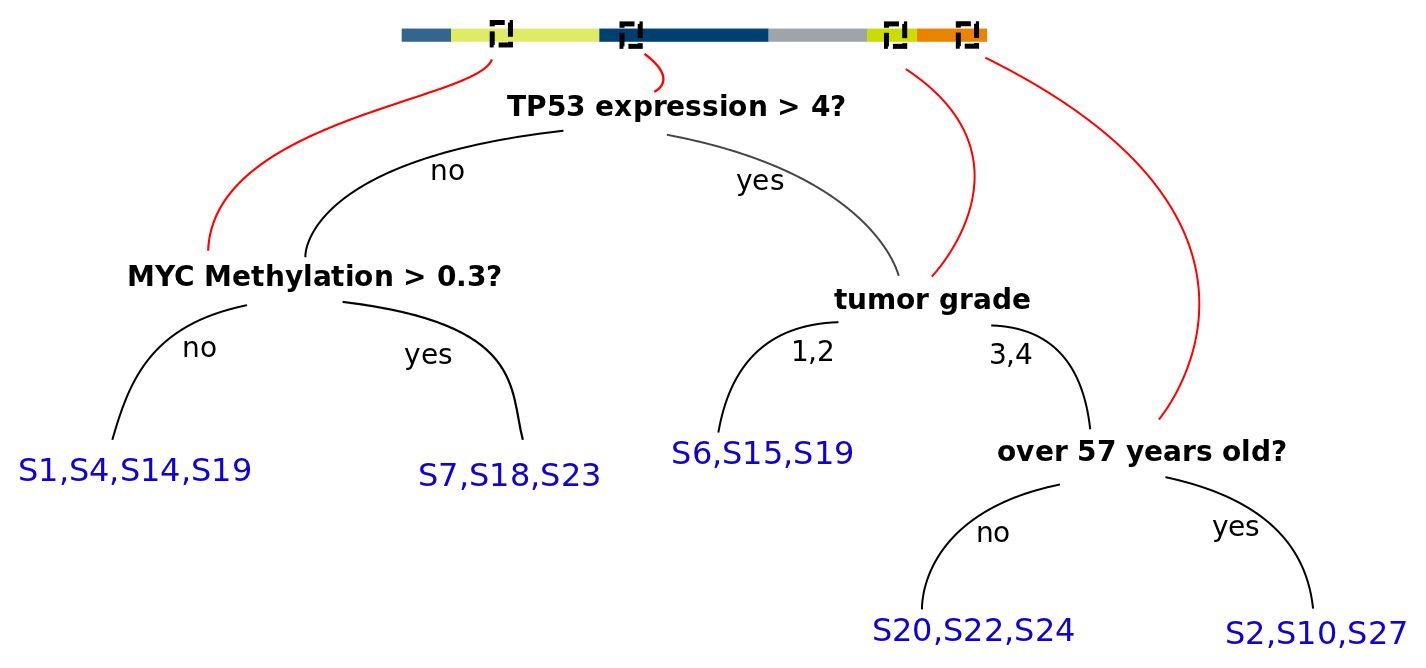 TP53 expression > 4?
no
yes
MYC Methylation > 0.3?
tumor grade
no
yes
1,2
3,4
S1,S4,S14,S19
S7,S18,S23
S6,S15,S19
over 57 years old?
no
yes
S20,S22,S24
S2,S10,S27